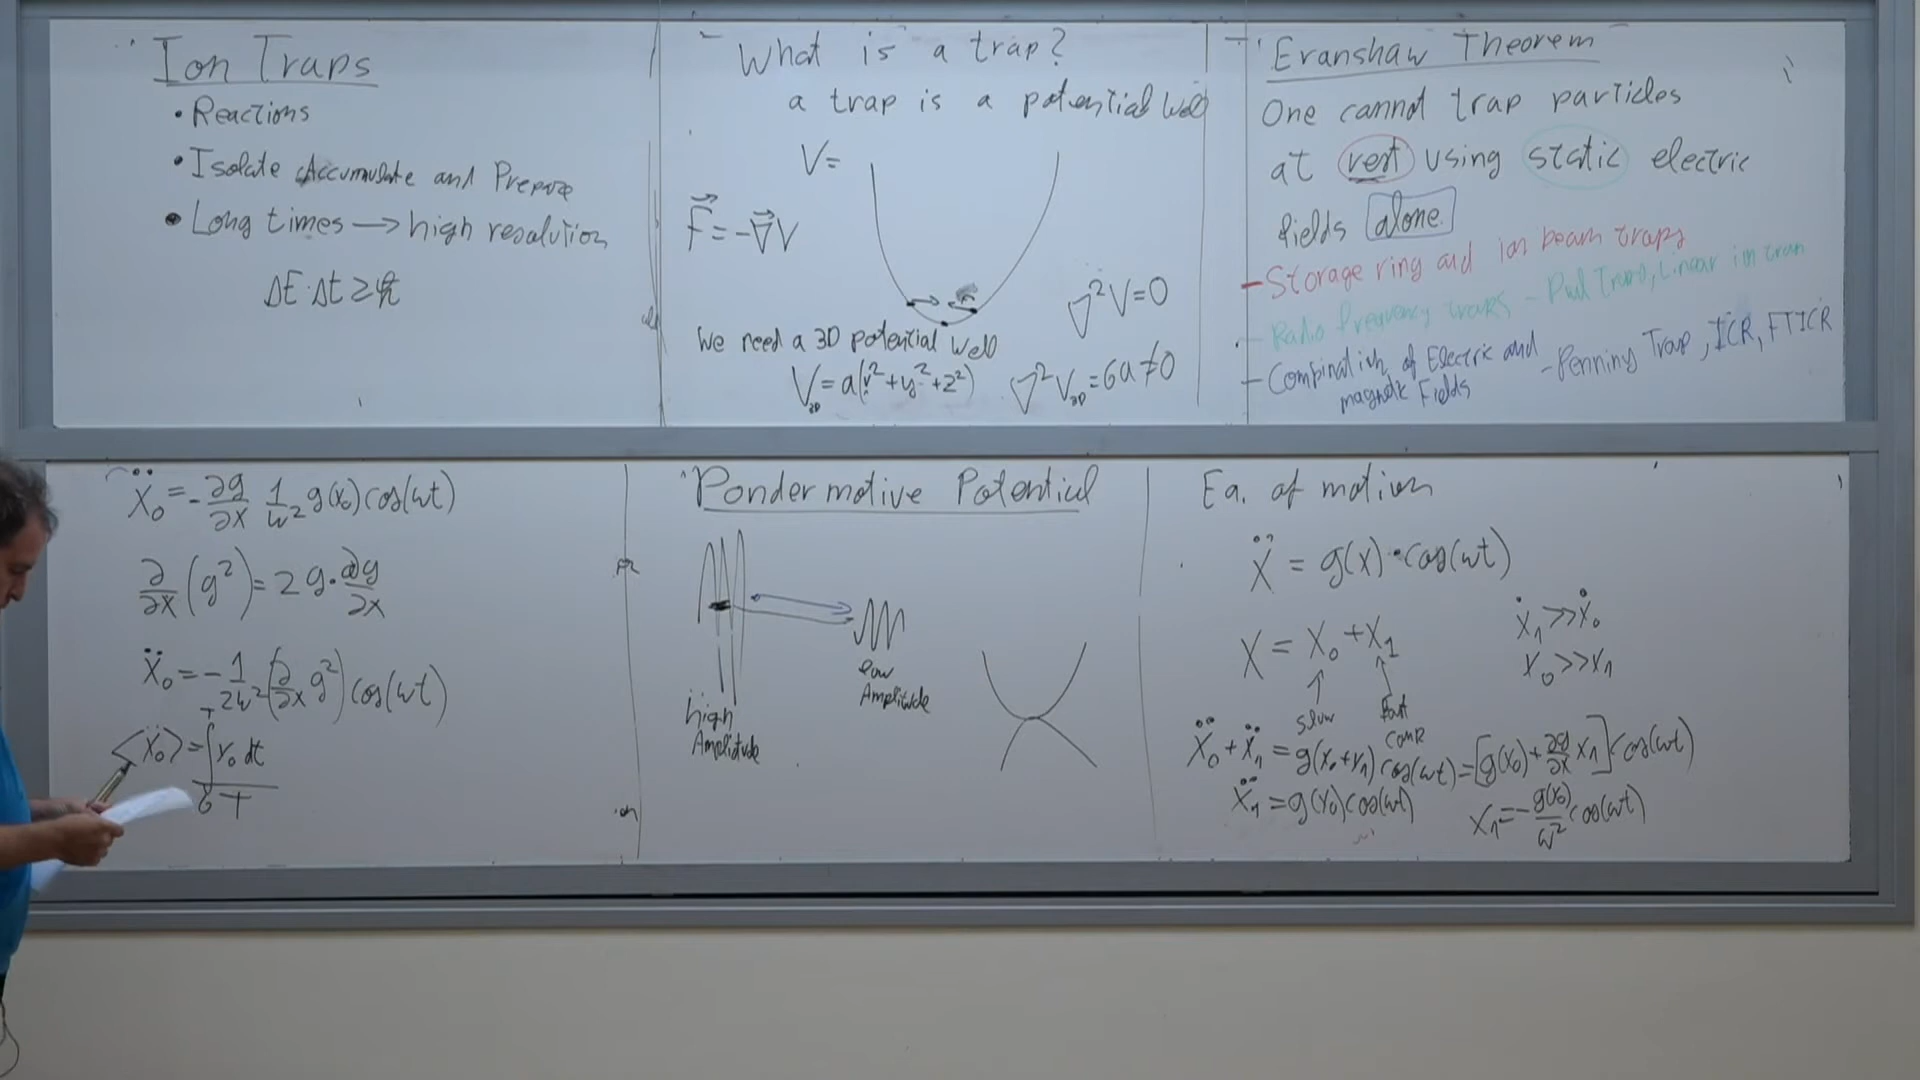 Ion Traps
• Reactions
• Isolate Accumulate and Prepare
• Long times → high resolution
ΔE·Δt ≥ ℏ
What is a trap?
a trap is a potential well
V=
F⃗ = -∇⃗V
∇²V=0
We need a 3D potential well
V₃D = a(x²+y²+z²) ∇²V₃D = 6a ≠ 0
Eranshaw Theorem
One cannot trap particles
at rest using static electric
fields alone
- Storage ring and ion beam traps
- Radio frequency traps - Paul Trap, Linear ion trap
- Combination of Electric and - Penning Trap, ICR, FTICR
magnetic Fields
Ẍ₀ = -∂g/∂x 1/ω² g(x₀) cos(ωt)
∂/∂x (g²) = 2g·∂g/∂x
Ẍ₀ = -1/2ω² (∂/∂x g²) cos(ωt)
<Ẍ₀> = ∫₀ᵀ x₀ dt / T
Pondermotive Potential
high
Amplitude
low
Amplitude
Eq. of motion
Ẍ = g(x)·cos(ωt)
X = X₀ + X₁
slow
fast
comp
Ẋ₁ >> Ẋ₀
X₀ >> X₁
Ẍ₀ + Ẍ₁ = g(x₀+x₁) cos(ωt) = [g(x₀) + ∂g/∂x x₁] cos(ωt)
Ẍ₁ = g(x₀) cos(ωt)
X₁ = -g(x₀)/ω² cos(ωt)